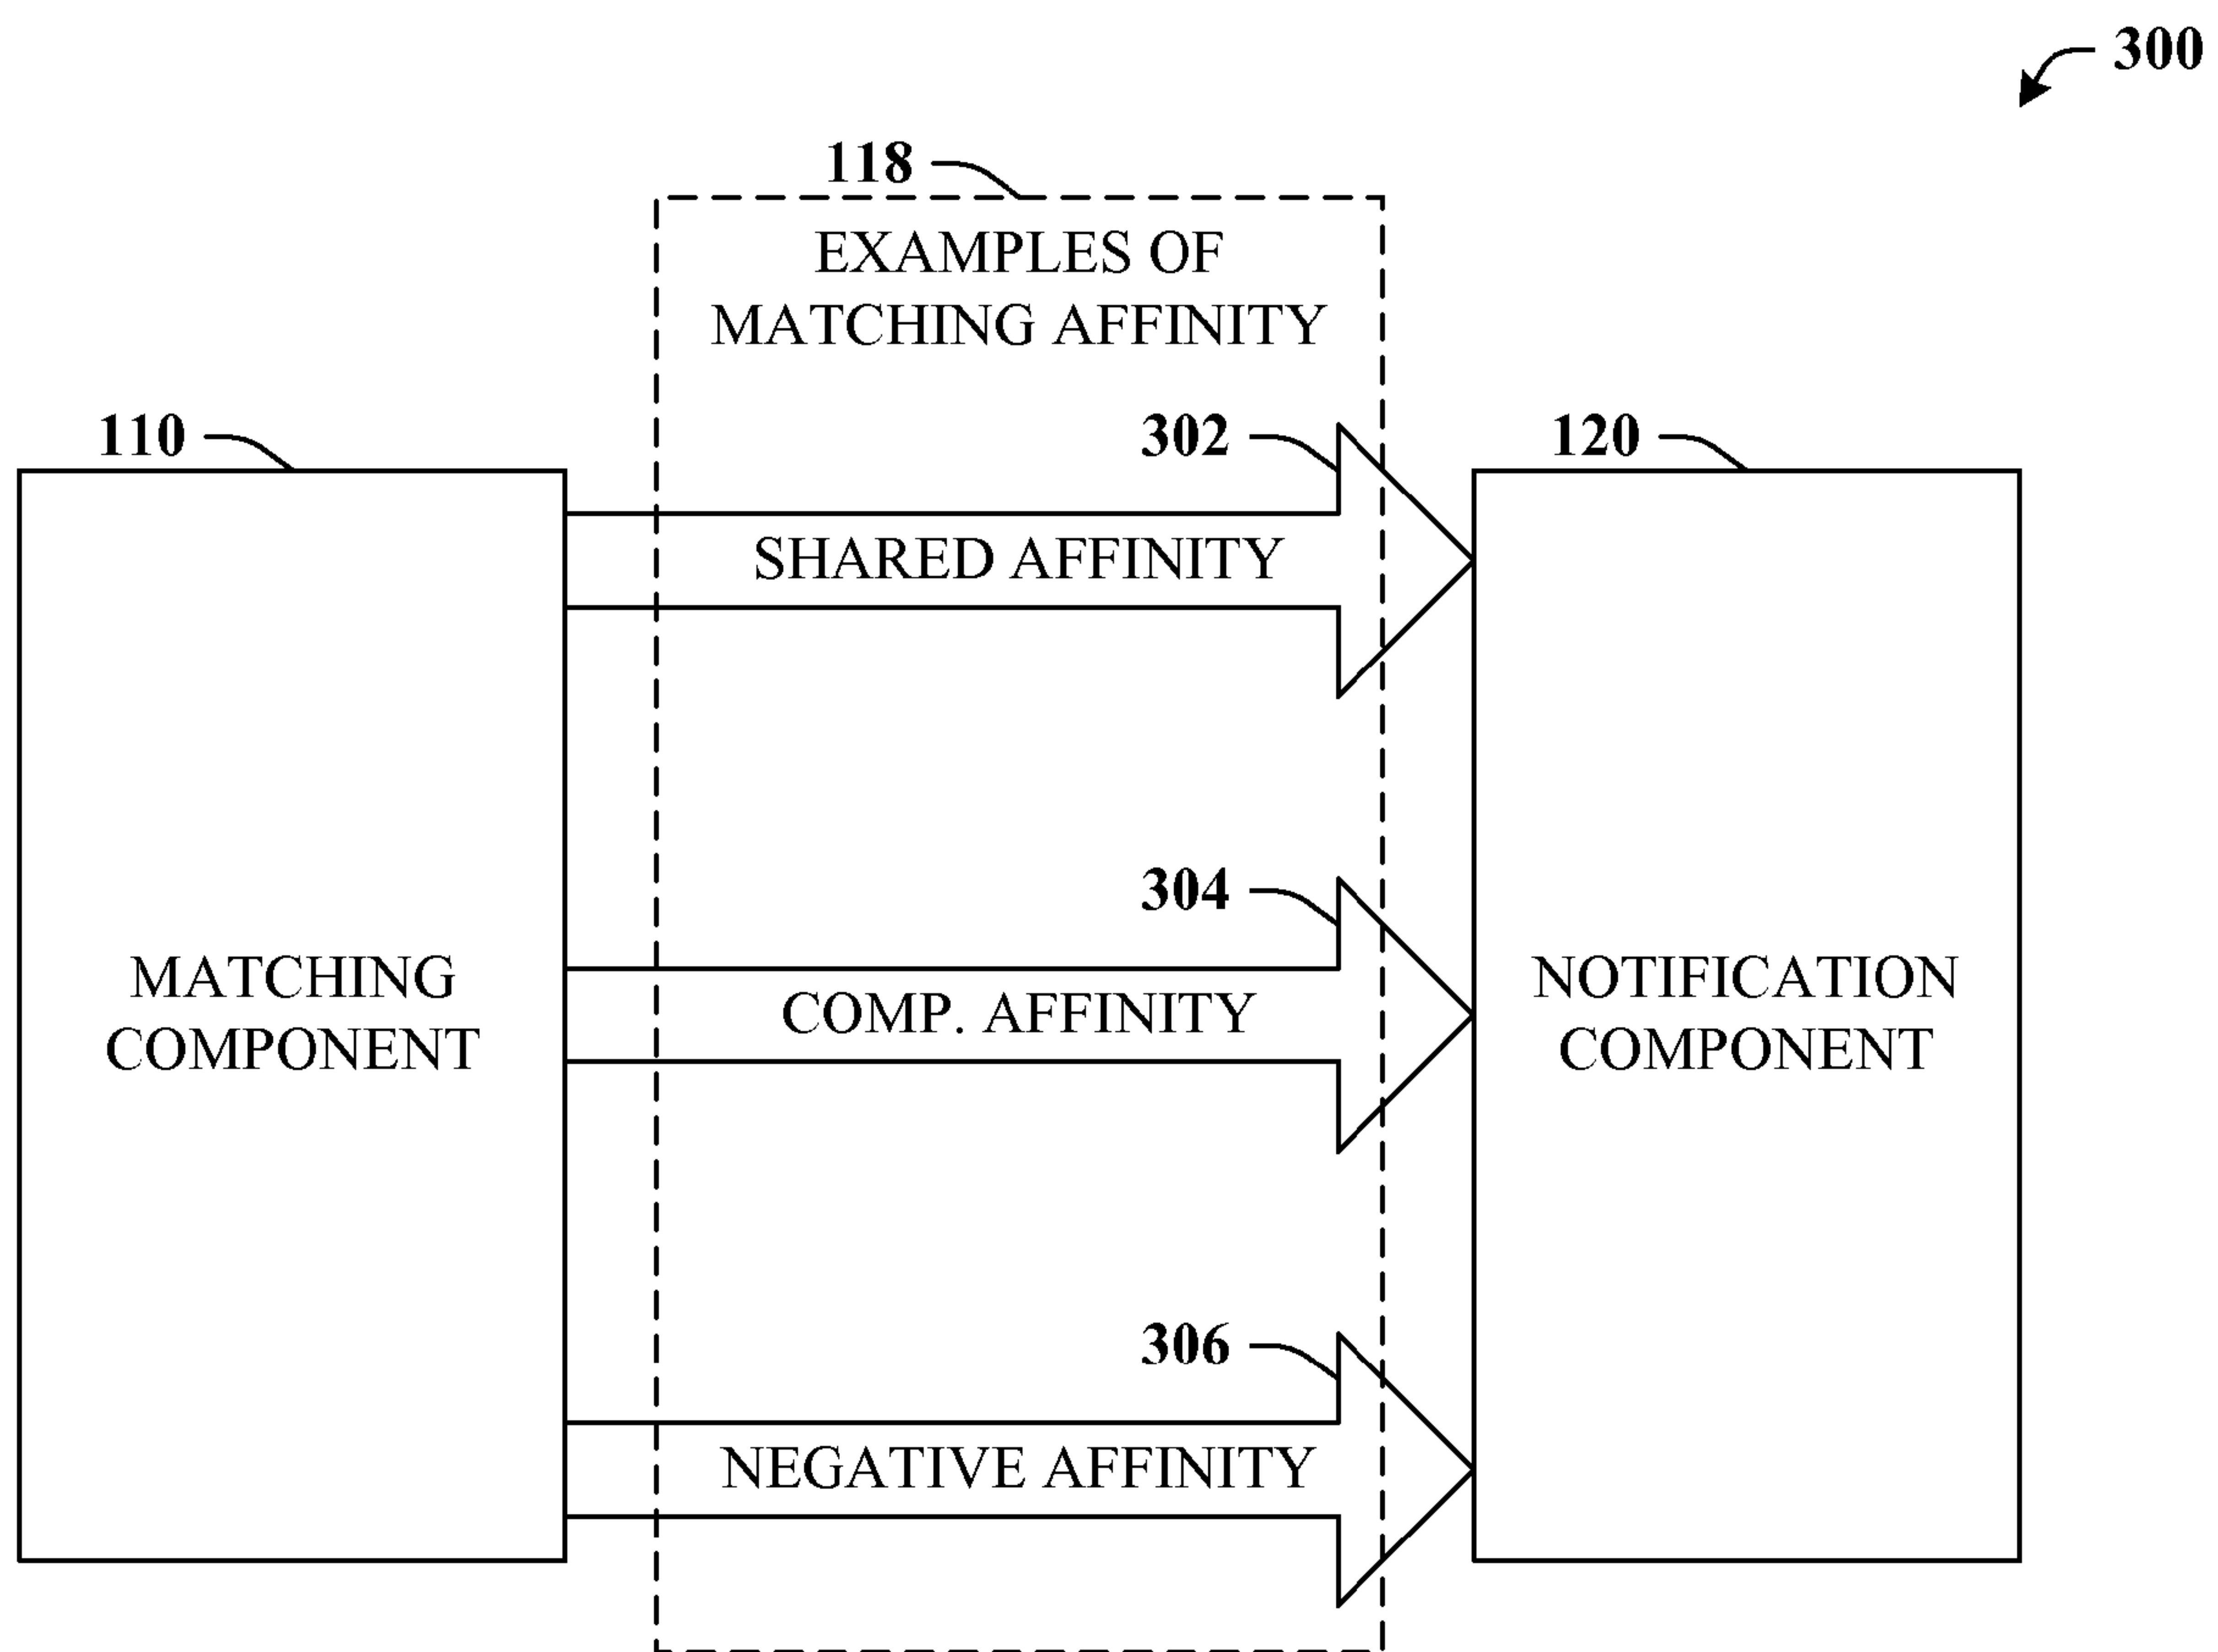 300
118
EXAMPLES OF
MATCHING AFFINITY
110
302
120
SHARED AFFINITY
304
MATCHING
COMPONENT
COMP. AFFINITY
NOTIFICATION
COMPONENT
306
NEGATIVE AFFINITY